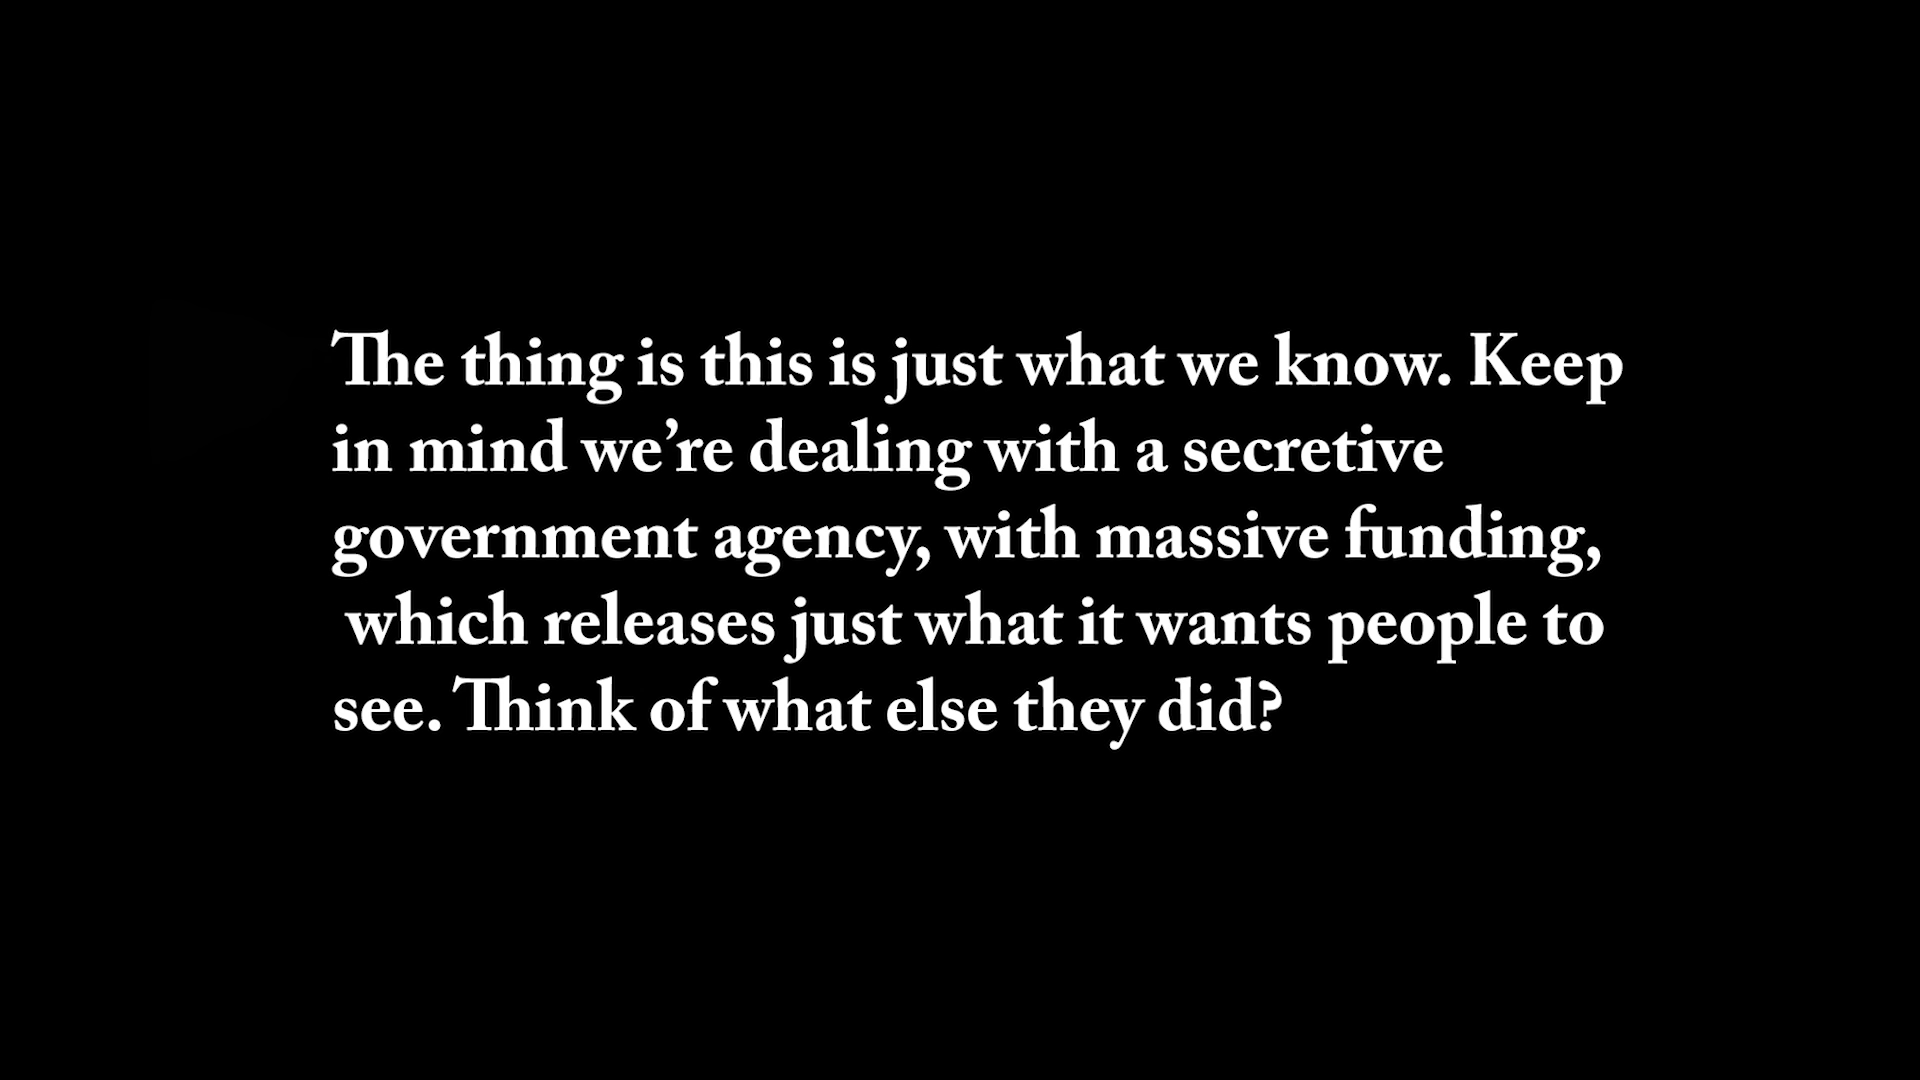 The thing is this is just what we know. Keep
in mind we’re dealing with a secretive
government agency, with massive funding,
which releases just what it wants people to
see. Think of what else they did?